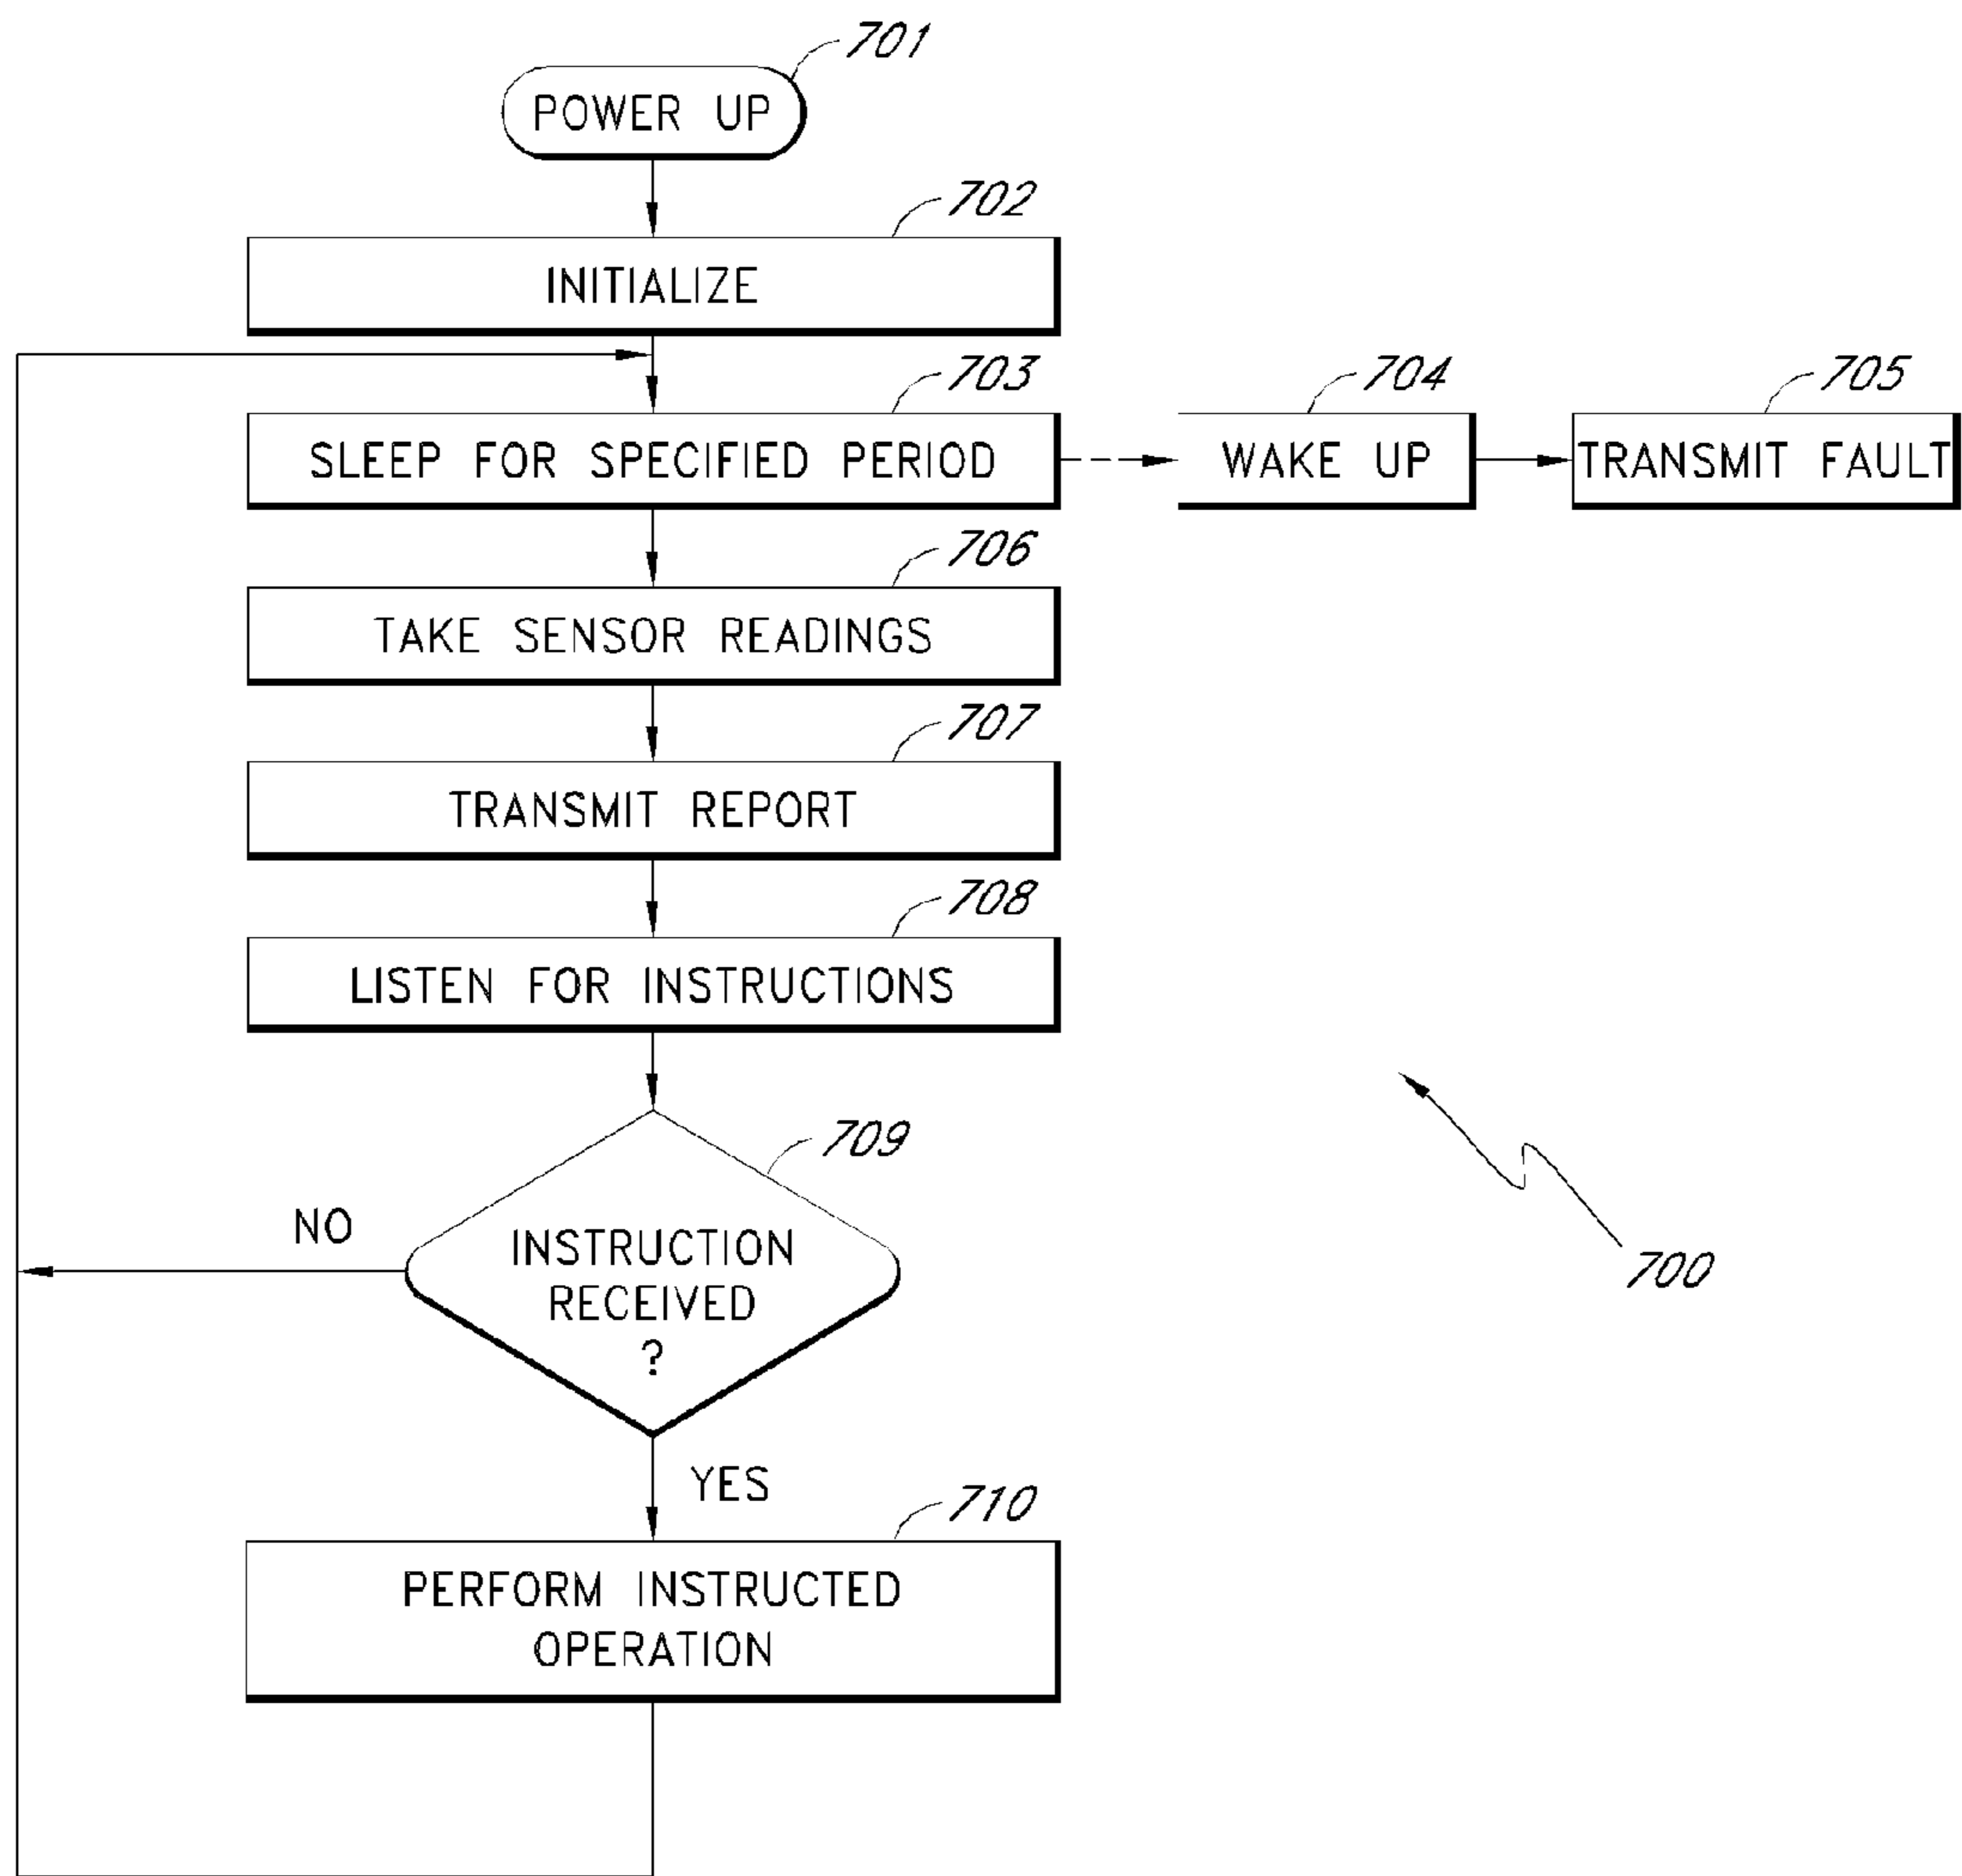 701
POWER UP
702
INITIALIZE
703
SLEEP FOR SPECIFIED PERIOD
704
WAKE UP
705
TRANSMIT FAULT
706
TAKE SENSOR READINGS
707
TRANSMIT REPORT
708
LISTEN FOR INSTRUCTIONS
709
INSTRUCTION
RECEIVED
?
NO
YES
700
710
PERFORM INSTRUCTED
OPERATION